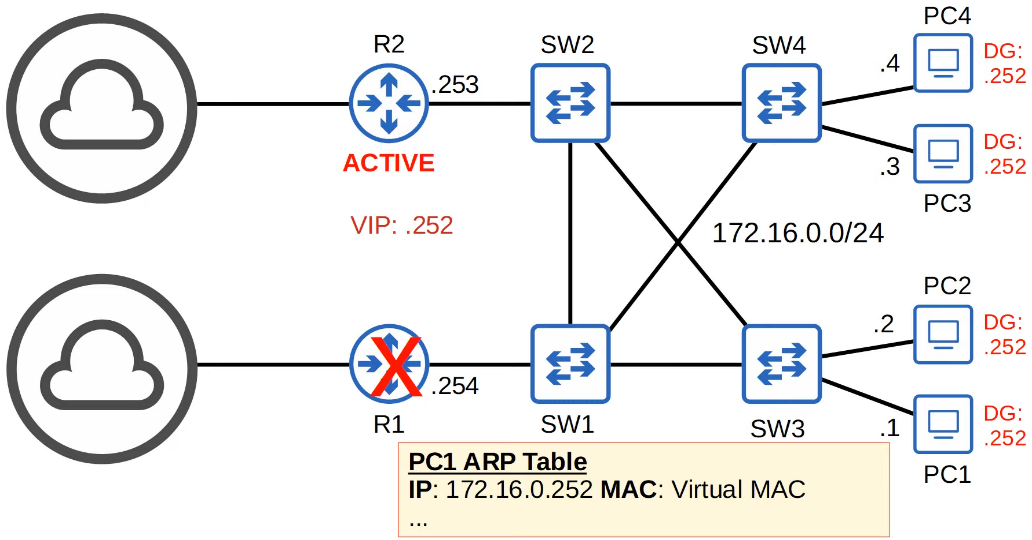 PC4
R2
SW2
SW4
DG:
.252
.4
.253
ACTIVE
DG:
.252
.3
PC3
VIP: .252
172.16.0.0/24
PC2
DG:
.252
.2
.254
R1
SW1
SW3
DG:
.252
.1
PC1
PC1 ARP Table
IP: 172.16.0.252 MAC: Virtual MAC
...